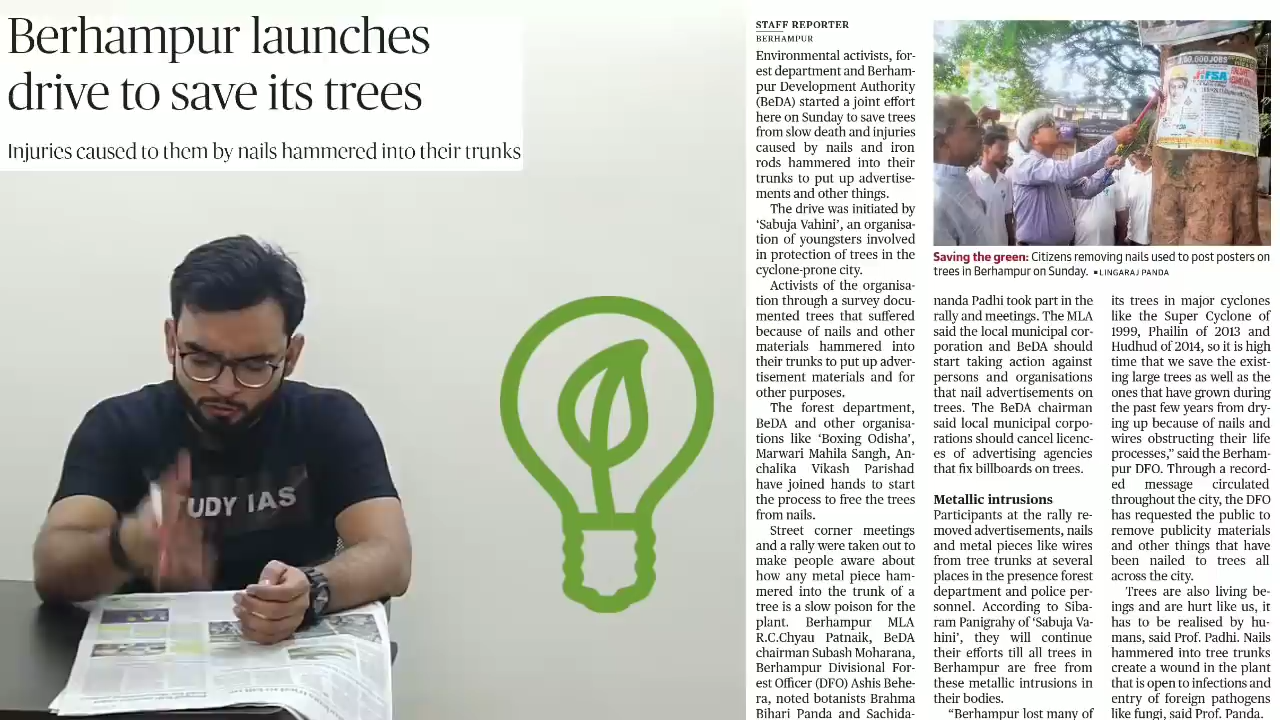 Berhampur launches
drive to save its trees
Injuries caused to them by nails hammered into their trunks
UDY IAS
STAFF REPORTER
BERHAMPUR
Environmental activists, for-
est department and Berham-
pur Development Authority
(BeDA) started a joint effort
here on Sunday to save trees
from slow death and injuries
caused by nails and iron
rods hammered into their
trunks to put up advertise-
ments and other things.
The drive was initiated by
‘Sabuja Vahini’, an organisa-
tion of youngsters involved
in protection of trees in the
cyclone-prone city.
Activists of the organisa-
tion through a survey docu-
mented trees that suffered
because of nails and other
materials hammered into
their trunks to put up adver-
tisement materials and for
other purposes.
The forest department,
BeDA and other organisa-
tions like ‘Boxing Odisha’,
Marwari Mahila Sangh, An-
chalika Vikash Parishad
have joined hands to start
the process to free the trees
from nails.
Street corner meetings
and a rally were taken out to
make people aware about
how any metal piece ham-
mered into the trunk of a
tree is a slow poison for the
plant. Berhampur MLA
R.C.Chyau Patnaik, BeDA
chairman Subash Moharana,
Berhampur Divisional For-
est Officer (DFO) Ashis Behe-
ra, noted botanists Brahma
Bihari Panda and Sachida-
JIFSA
Saving the green: Citizens removing nails used to post posters on
trees in Berhampur on Sunday. ■ LINGARAJ PANDA
nanda Padhi took part in the
rally and meetings. The MLA
said the local municipal cor-
poration and BeDA should
start taking action against
persons and organisations
that nail advertisements on
trees. The BeDA chairman
said local municipal corpo-
rations should cancel licenc-
es of advertising agencies
that fix billboards on trees.
Metallic intrusions
Participants at the rally re-
moved advertisements, nails
and metal pieces like wires
from tree trunks at several
places in the presence forest
department and police per-
sonnel. According to Siba-
ram Panigrahy of ‘Sabuja Va-
hini’, they will continue
their efforts till all trees in
Berhampur are free from
these metallic intrusions in
their bodies.
“Berhampur lost many of
its trees in major cyclones
like the Super Cyclone of
1999, Phailin of 2013 and
Hudhud of 2014, so it is high
time that we save the exist-
ing large trees as well as the
ones that have grown during
the past few years from dry-
ing up because of nails and
wires obstructing their life
processes,” said the Berham-
pur DFO. Through a record-
ed message circulated
throughout the city, the DFO
has requested the public to
remove publicity materials
and other things that have
been nailed to trees all
across the city.
Trees are also living be-
ings and are hurt like us, it
has to be realised by hu-
mans, said Prof. Padhi. Nails
hammered into tree trunks
create a wound in the plant
that is open to infections and
entry of foreign pathogens
like fungi, said Prof. Panda.